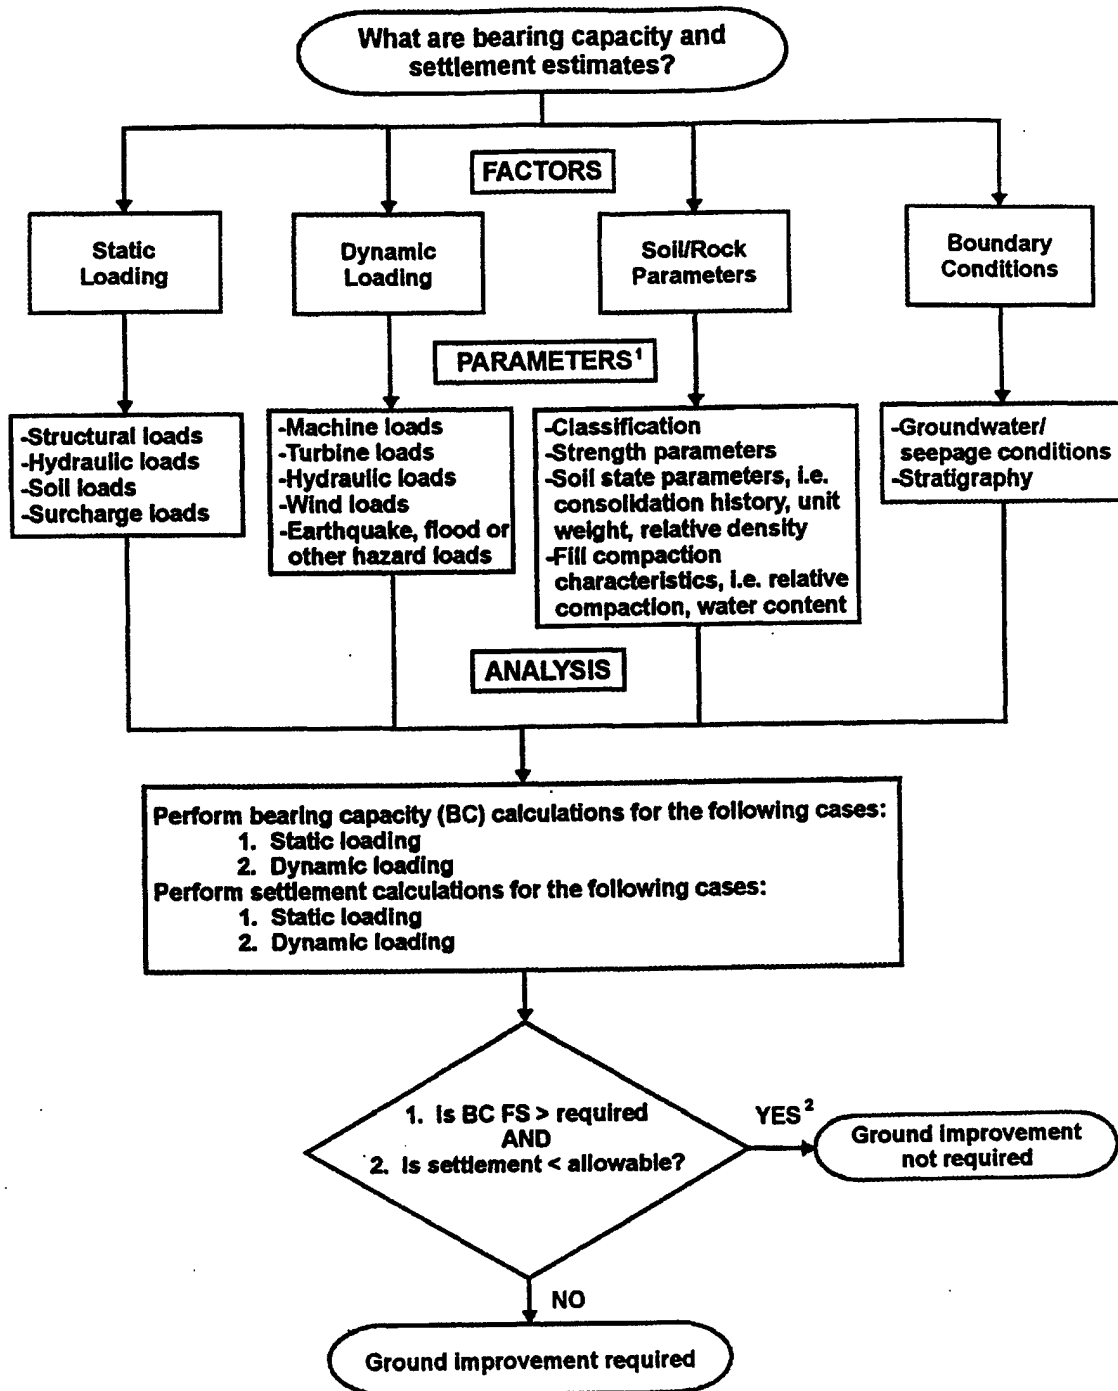 What are bearing capacity and
settlement estimates?
FACTORS
Static
Loading
Dynamic
Loading
Soil/Rock
Parameters
Boundary
Conditions
PARAMETERS¹
-Structural loads
-Hydraulic loads
-Soil loads
-Surcharge loads
-Machine loads
-Turbine loads
-Hydraulic loads
-Wind loads
-Earthquake, flood or
other hazard loads
-Classification
-Strength parameters
-Soil state parameters, i.e.
consolidation history, unit
weight, relative density
-Fill compaction
characteristics, i.e. relative
compaction, water content
-Groundwater/
seepage conditions
-Stratigraphy
ANALYSIS
Perform bearing capacity (BC) calculations for the following cases:
1. Static loading
2. Dynamic loading
Perform settlement calculations for the following cases:
1. Static loading
2. Dynamic loading
1. Is BC FS > required
AND
2. Is settlement < allowable?
YES²
Ground improvement
not required
NO
Ground improvement required